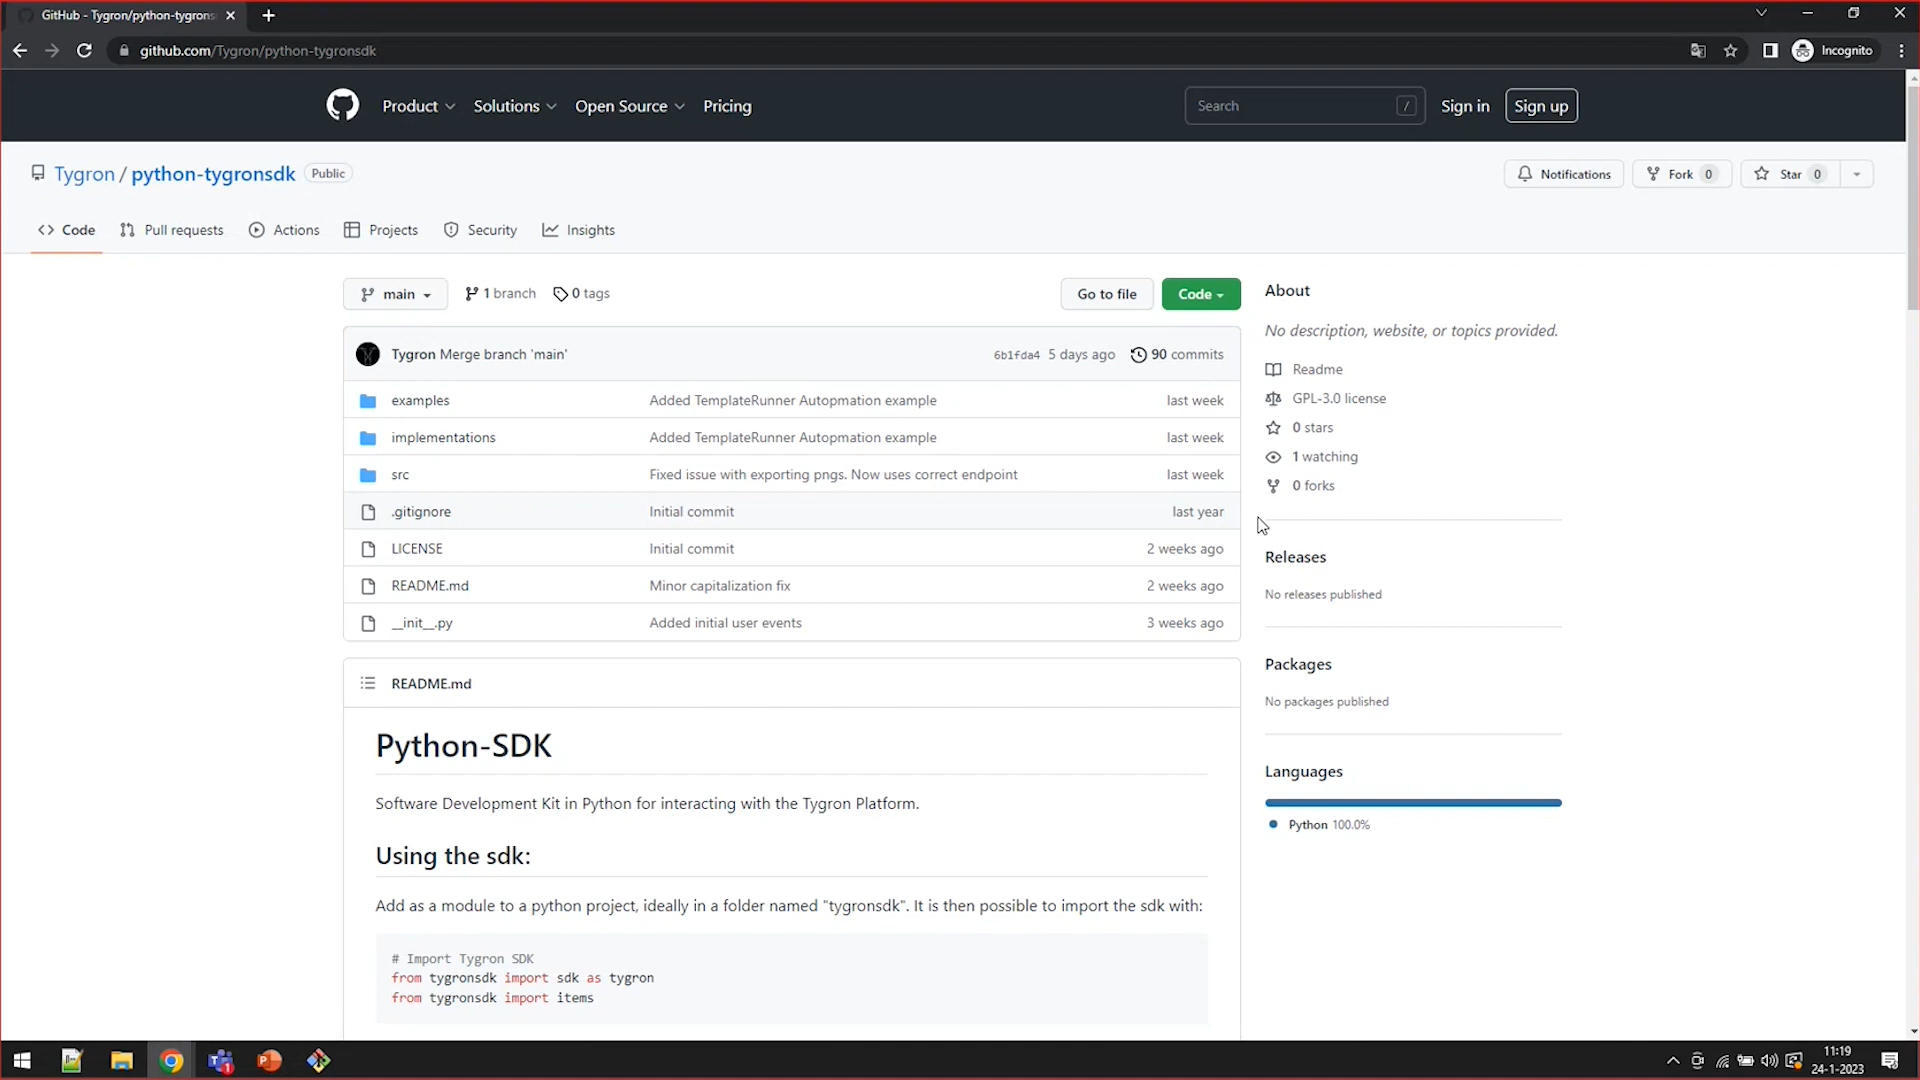 GitHub - Tygron/python-tygrons
github.com/Tygron/python-tygronsdk
Incognito
Product
Solutions
Open Source
Pricing
Search
/
Sign in
Sign up
Tygron / python-tygronsdk
Public
Notifications
Fork 0
Star 0
Code
Pull requests
Actions
Projects
Security
Insights
main
1 branch
0 tags
Go to file
Code
Tygron Merge branch 'main'
6b1fda4 5 days ago
90 commits
examples
Added TemplateRunner Autopmation example
last week
implementations
Added TemplateRunner Autopmation example
last week
src
Fixed issue with exporting pngs. Now uses correct endpoint
last week
.gitignore
Initial commit
last year
LICENSE
Initial commit
2 weeks ago
README.md
Minor capitalization fix
2 weeks ago
__init__.py
Added initial user events
3 weeks ago
README.md
Python-SDK
Software Development Kit in Python for interacting with the Tygron Platform.
Using the sdk:
Add as a module to a python project, ideally in a folder named "tygronsdk". It is then possible to import the sdk with:
# Import Tygron SDK
from tygronsdk import sdk as tygron
from tygronsdk import items
About
No description, website, or topics provided.
Readme
GPL-3.0 license
0 stars
1 watching
0 forks
Releases
No releases published
Packages
No packages published
Languages
Python 100.0%
11:19
24-1-2023